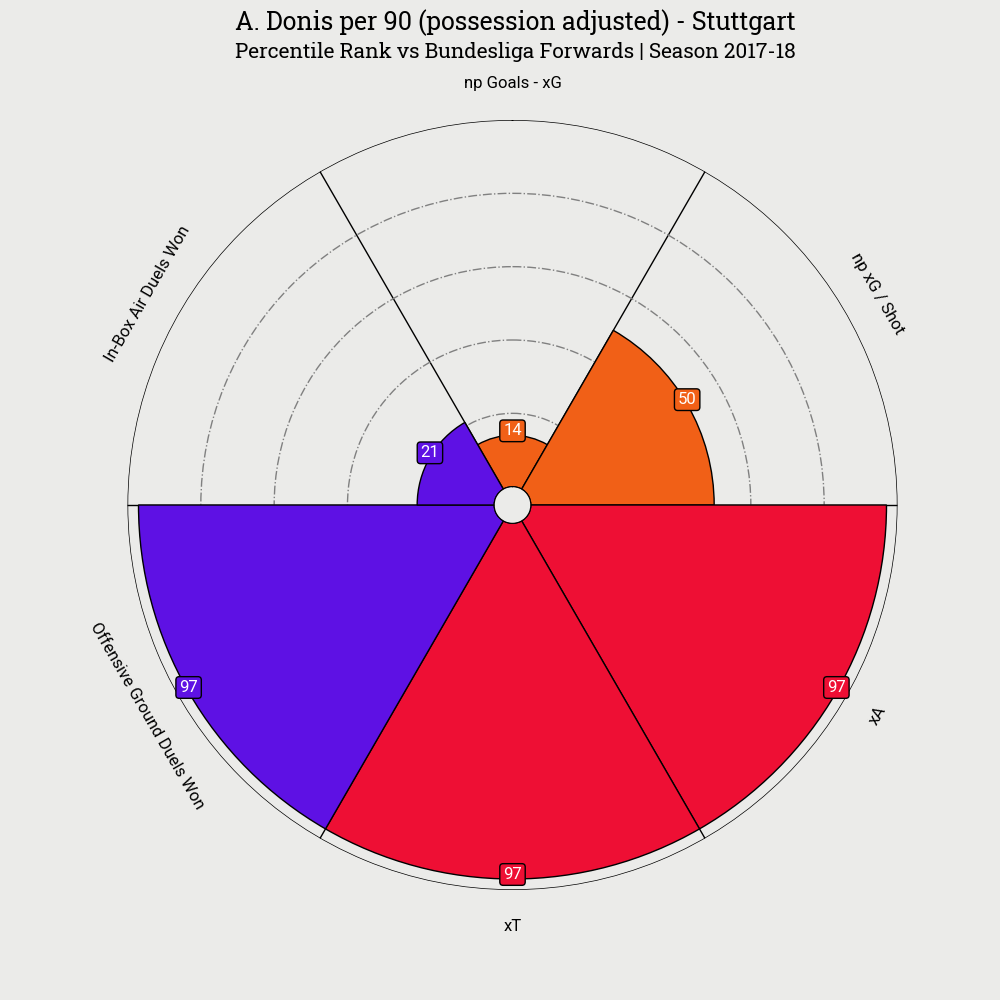 A. Donis per 90 (possession adjusted) - Stuttgart
Percentile Rank vs Bundesliga Forwards | Season 2017-18
np Goals - xG
In-Box Air Duels Won
np xG / Shot
50
14
21
97
97
Offensive Ground Duels Won
xA
97
xT